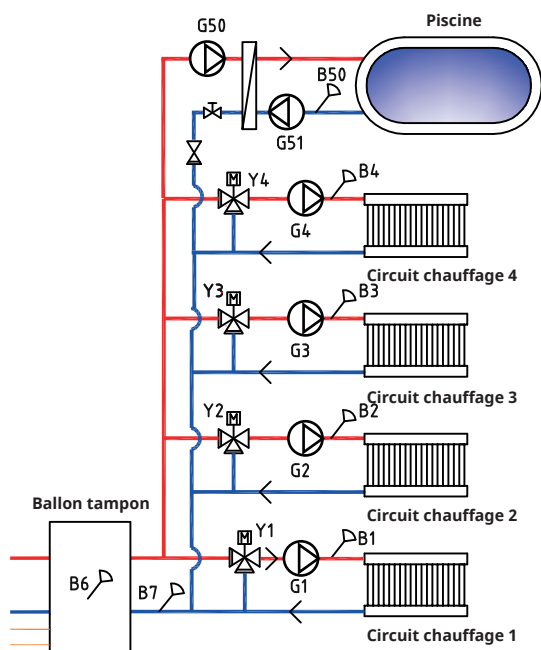 Piscine
G50
B50
G51
M
Y4
B4
G4
Circuit chauffage 4
Y3
M
B3
G3
Circuit chauffage 3
Y2
M
B2
G2
Circuit chauffage 2
Ballon tampon
M
Y1
B1
G1
B6
B7
Circuit chauffage 1